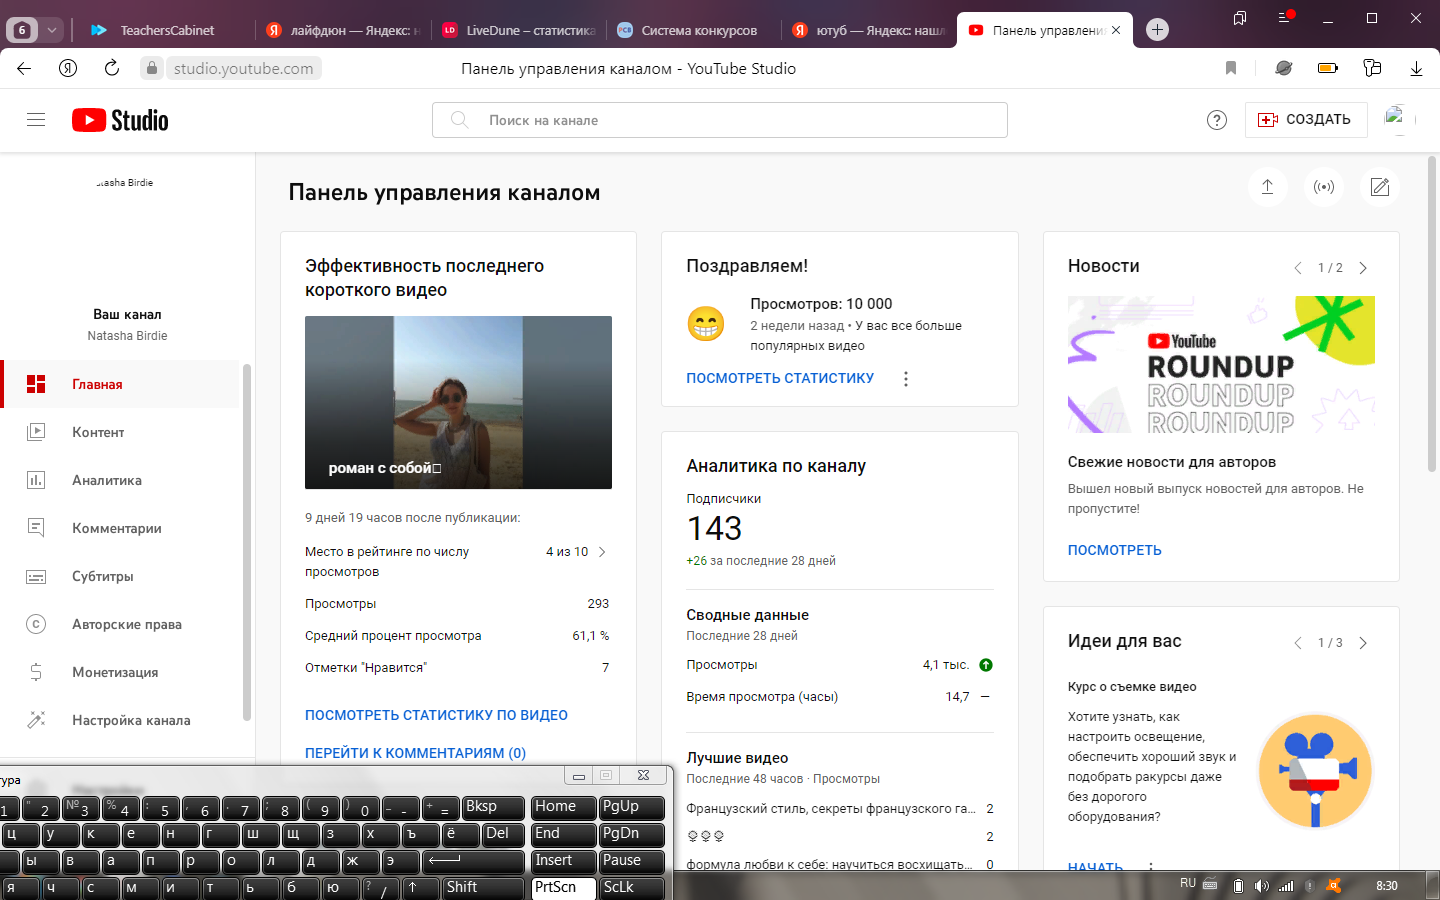 6
TeachersCabinet
лайфдюн — Яндекс: н
LD
LiveDune – статистика
РСВ
Система конкурсов
ютуб — Яндекс: нашл
Панель управления
studio.youtube.com
Панель управления каналом - YouTube Studio
Studio
Поиск на канале
СОЗДАТЬ
tasha Birdie
Ваш канал
Natasha Birdie
Главная
Контент
Аналитика
Комментарии
Субтитры
Авторские права
Монетизация
Настройка канала
Панель управления каналом
Эффективность последнего
короткого видео
роман с собой
9 дней 19 часов после публикации:
Место в рейтинге по числу
просмотров
4 из 10
Просмотры
293
Средний процент просмотра
61,1 %
Отметки "Нравится"
7
ПОСМОТРЕТЬ СТАТИСТИКУ ПО ВИДЕО
ПЕРЕЙТИ К КОММЕНТАРИЯМ (0)
Поздравляем!
Просмотров: 10 000
2 недели назад • У вас все больше
популярных видео
ПОСМОТРЕТЬ СТАТИСТИКУ
Аналитика по каналу
Подписчики
143
+26 за последние 28 дней
Сводные данные
Последние 28 дней
Просмотры
4,1 тыс.
Время просмотра (часы)
14,7 —
Лучшие видео
Последние 48 часов · Просмотры
Французский стиль, секреты французского га...
2
2
формула любви к себе: научиться восхищать...
0
Новости
1 / 2
YouTube
ROUNDUP
ROUNDUP
ROUNDUP
Свежие новости для авторов
Вышел новый выпуск новостей для авторов. Не
пропустите!
ПОСМОТРЕТЬ
Идеи для вас
1 / 3
Курс о съемке видео
Хотите узнать, как
настроить освещение,
обеспечить хороший звук и
подобрать ракурсы даже
без дорогого
оборудования?
НАЧАТЬ
тура
1 " 2 № 3 % 4 : 5 , 6 . 7 ; 8 ( 9 ) 0 _ - + = Bksp Home PgUp
ц у к е н г ш щ з х ъ ё Del End PgDn
ы в а п р о л д ж э Insert Pause
я ч с м и т ь б ю ? / Shift PrtScn ScLk
RU
8:30